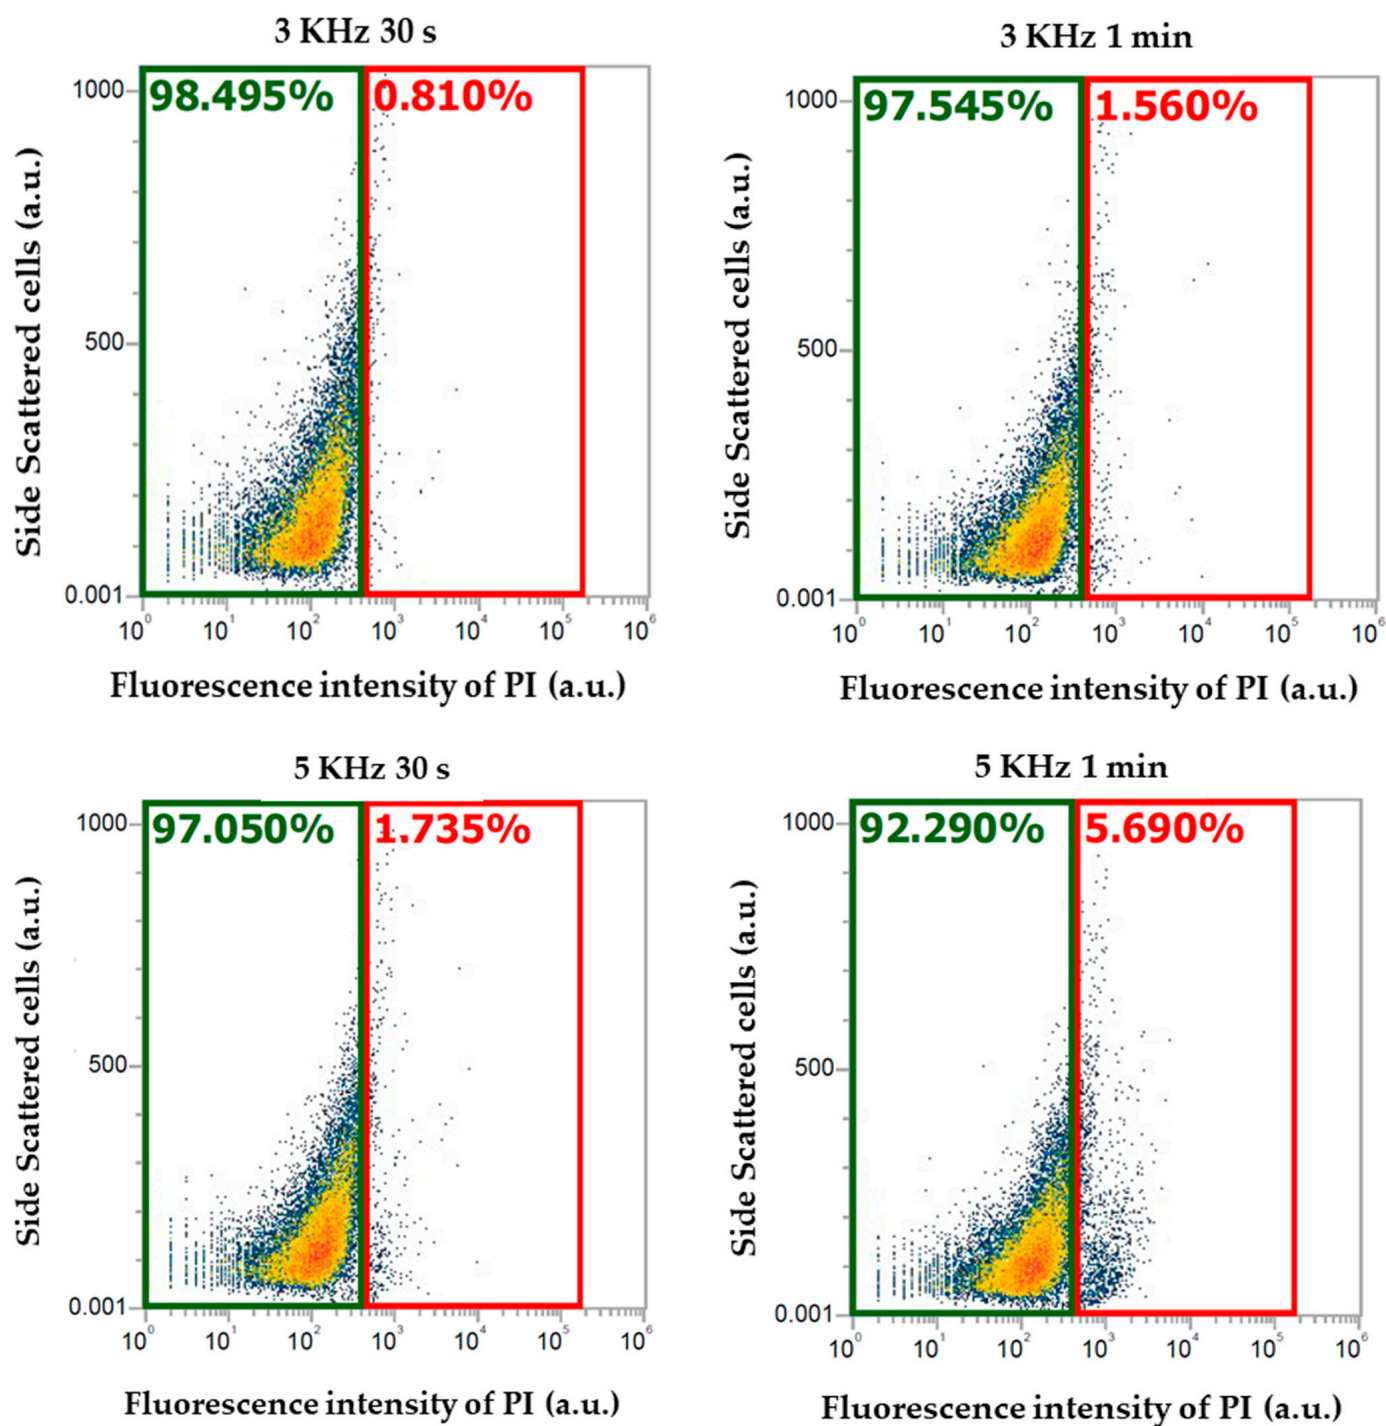 3 KHz 30 s
98.495% 0.810%
1000
500
0.001
Side Scattered cells (a.u.)
10⁰ 10¹ 10² 10³ 10⁴ 10⁵ 10⁶
Fluorescence intensity of PI (a.u.)
3 KHz 1 min
97.545% 1.560%
1000
500
0.001
Side Scattered cells (a.u.)
10⁰ 10¹ 10² 10³ 10⁴ 10⁵ 10⁶
Fluorescence intensity of PI (a.u.)
5 KHz 30 s
97.050% 1.735%
1000
500
0.001
Side Scattered cells (a.u.)
10⁰ 10¹ 10² 10³ 10⁴ 10⁵ 10⁶
Fluorescence intensity of PI (a.u.)
5 KHz 1 min
92.290% 5.690%
1000
500
0.001
Side Scattered cells (a.u.)
10⁰ 10¹ 10² 10³ 10⁴ 10⁵ 10⁶
Fluorescence intensity of PI (a.u.)